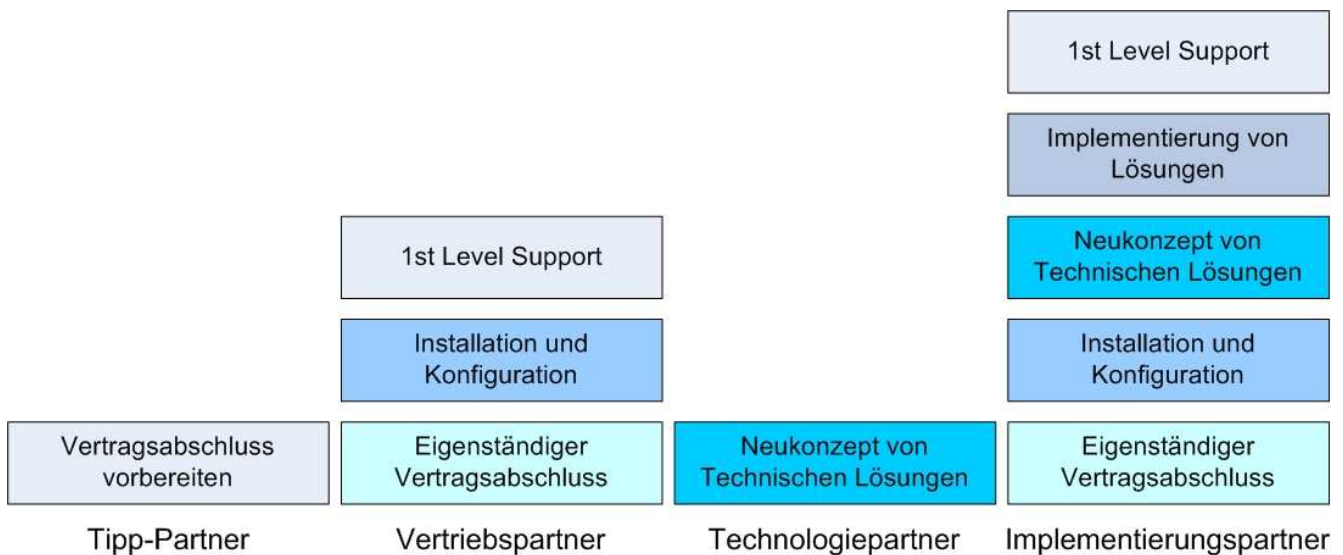 1st Level Support
Implementierung von
Lösungen
1st Level Support
Neukonzept von
Technischen Lösungen
Installation und
Konfiguration
Installation und
Konfiguration
Vertragsabschluss
vorbereiten
Eigenständiger
Vertragsabschluss
Neukonzept von
Technischen Lösungen
Eigenständiger
Vertragsabschluss
Tipp-Partner
Vertriebspartner
Technologiepartner
Implementierungspartner